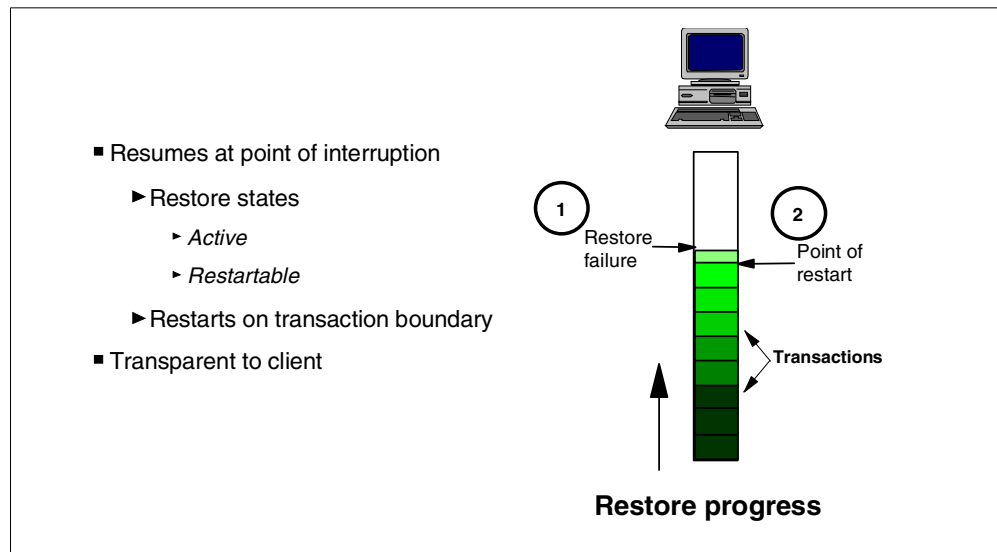 ■ Resumes at point of interruption
► Restore states
► Active
► Restartable
► Restarts on transaction boundary
■ Transparent to client
1
Restore
failure
2
Point of
restart
Transactions
Restore progress